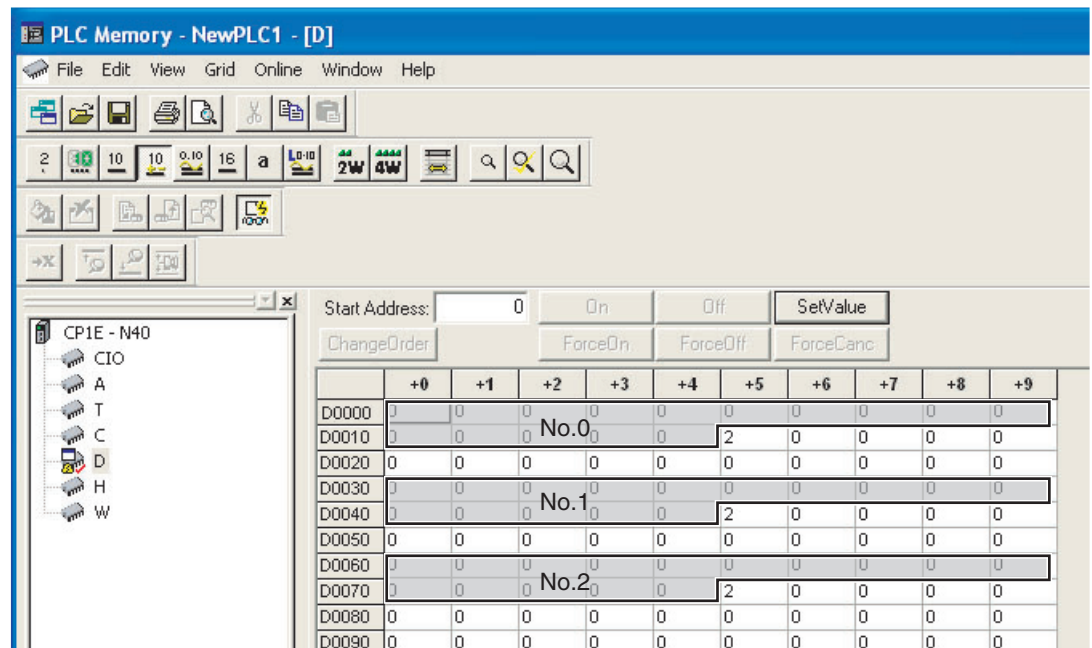 PLC Memory - NewPLC1 - [D]
File Edit View Grid Online Window Help
2 10 10 0.10 16 a L0-10 2W 4W
→X
Start Address: 0 On Off SetValue
ChangeOrder ForceOn ForceOff ForceCanc
CP1E - N40
CIO
A
T
C
D
H
W
+0 +1 +2 +3 +4 +5 +6 +7 +8 +9
D0000 0 0 0 0 0 0 0 0 0 0
No.0
D0010 0 0 0 0 0 2 0 0 0 0
D0020 0 0 0 0 0 0 0 0 0 0
D0030 0 0 0 0 0 0 0 0 0 0
No.1
D0040 0 0 0 0 0 2 0 0 0 0
D0050 0 0 0 0 0 0 0 0 0 0
D0060 0 0 0 0 0 0 0 0 0 0
No.2
D0070 0 0 0 0 0 2 0 0 0 0
D0080 0 0 0 0 0 0 0 0 0 0
D0090 0 0 0 0 0 0 0 0 0 0